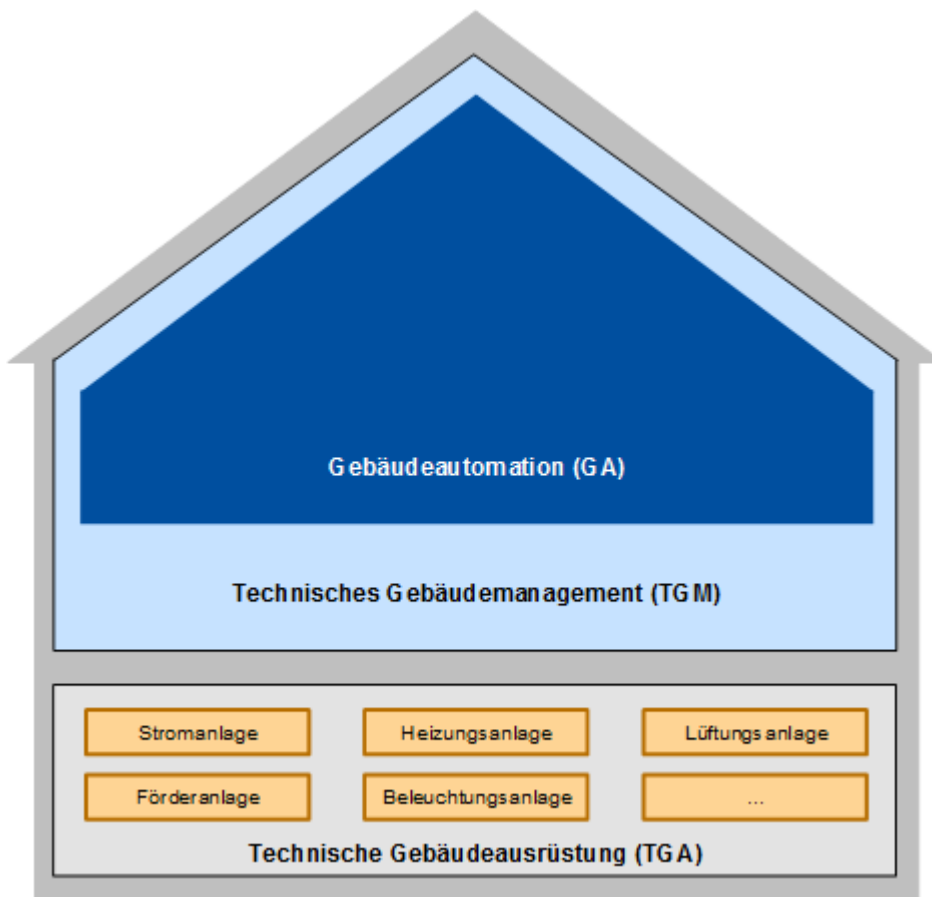 Gebäudeautomation (GA)
Technisches Gebäudemanagement (TGM)
Stromanlage
Heizungsanlage
Lüftungsanlage
Förderanlage
Beleuchtungsanlage
...
Technische Gebäudeausrüstung (TGA)